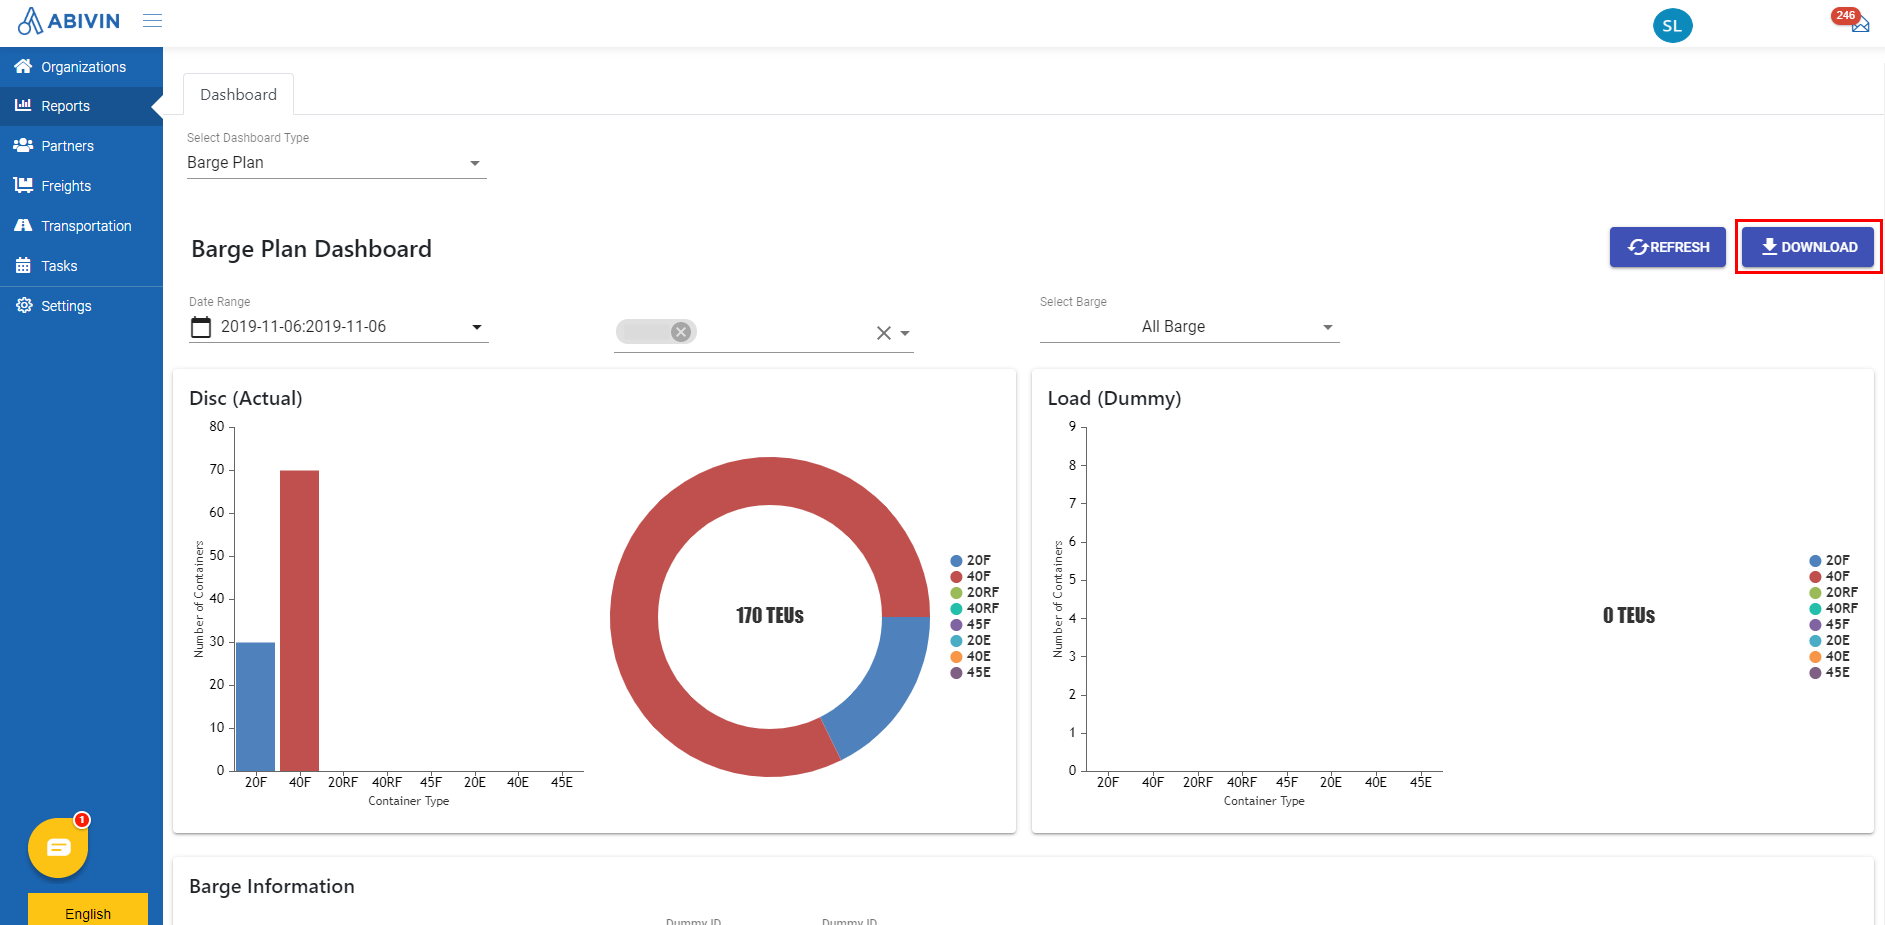 ABIVIN
SL
246
Organizations
Reports
Partners
Freights
Transportation
Tasks
Settings
Dashboard
Select Dashboard Type
Barge Plan
Barge Plan Dashboard
REFRESH
DOWNLOAD
Date Range
2019-11-06:2019-11-06
Select Barge
All Barge
Disc (Actual)
80
70
60
50
40
30
20
10
0
Number of Containers
20F 40F 20RF 40RF 45F 20E 40E 45E
Container Type
170 TEUs
20F
40F
20RF
40RF
45F
20E
40E
45E
Load (Dummy)
9
8
7
6
5
4
3
2
1
0
Number of Containers
20F 40F 20RF 40RF 45F 20E 40E 45E
Container Type
0 TEUs
20F
40F
20RF
40RF
45F
20E
40E
45E
Barge Information
Dummy ID Dummy ID
1
English